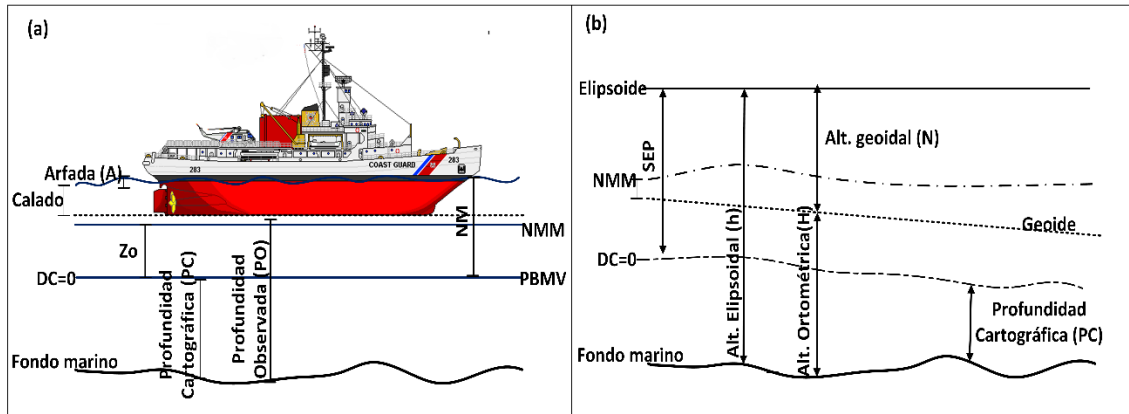 (a)
283
COAST GUARD
283
Arfada (A)
Calado
NM
NMM
Zo
DC=0
PBMV
Profundidad
Cartográfica (PC)
Profundidad
Observada (PO)
Fondo marino
(b)
Elipsoide
SEP
Alt. geoidal (N)
NMM
Geoide
DC=0
Alt. Elipsoidal (h)
Alt. Ortométrica(H)
Profundidad
Cartográfica (PC)
Fondo marino